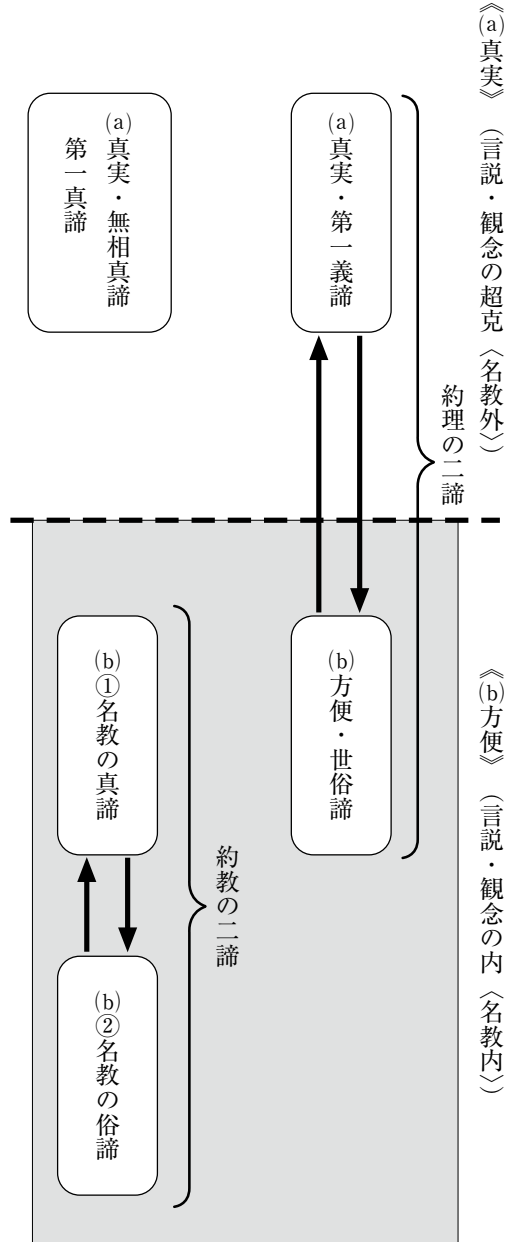 《(a)真実》（言説・観念の超克〈名教外〉）
《(b)方便》（言説・観念の内〈名教内〉）
約理の二諦
(a)真実・第一義諦
(b)方便・世俗諦
約教の二諦
(a)真実・無相真諦
第一真諦
(b)①名教の真諦
(b)②名教の俗諦